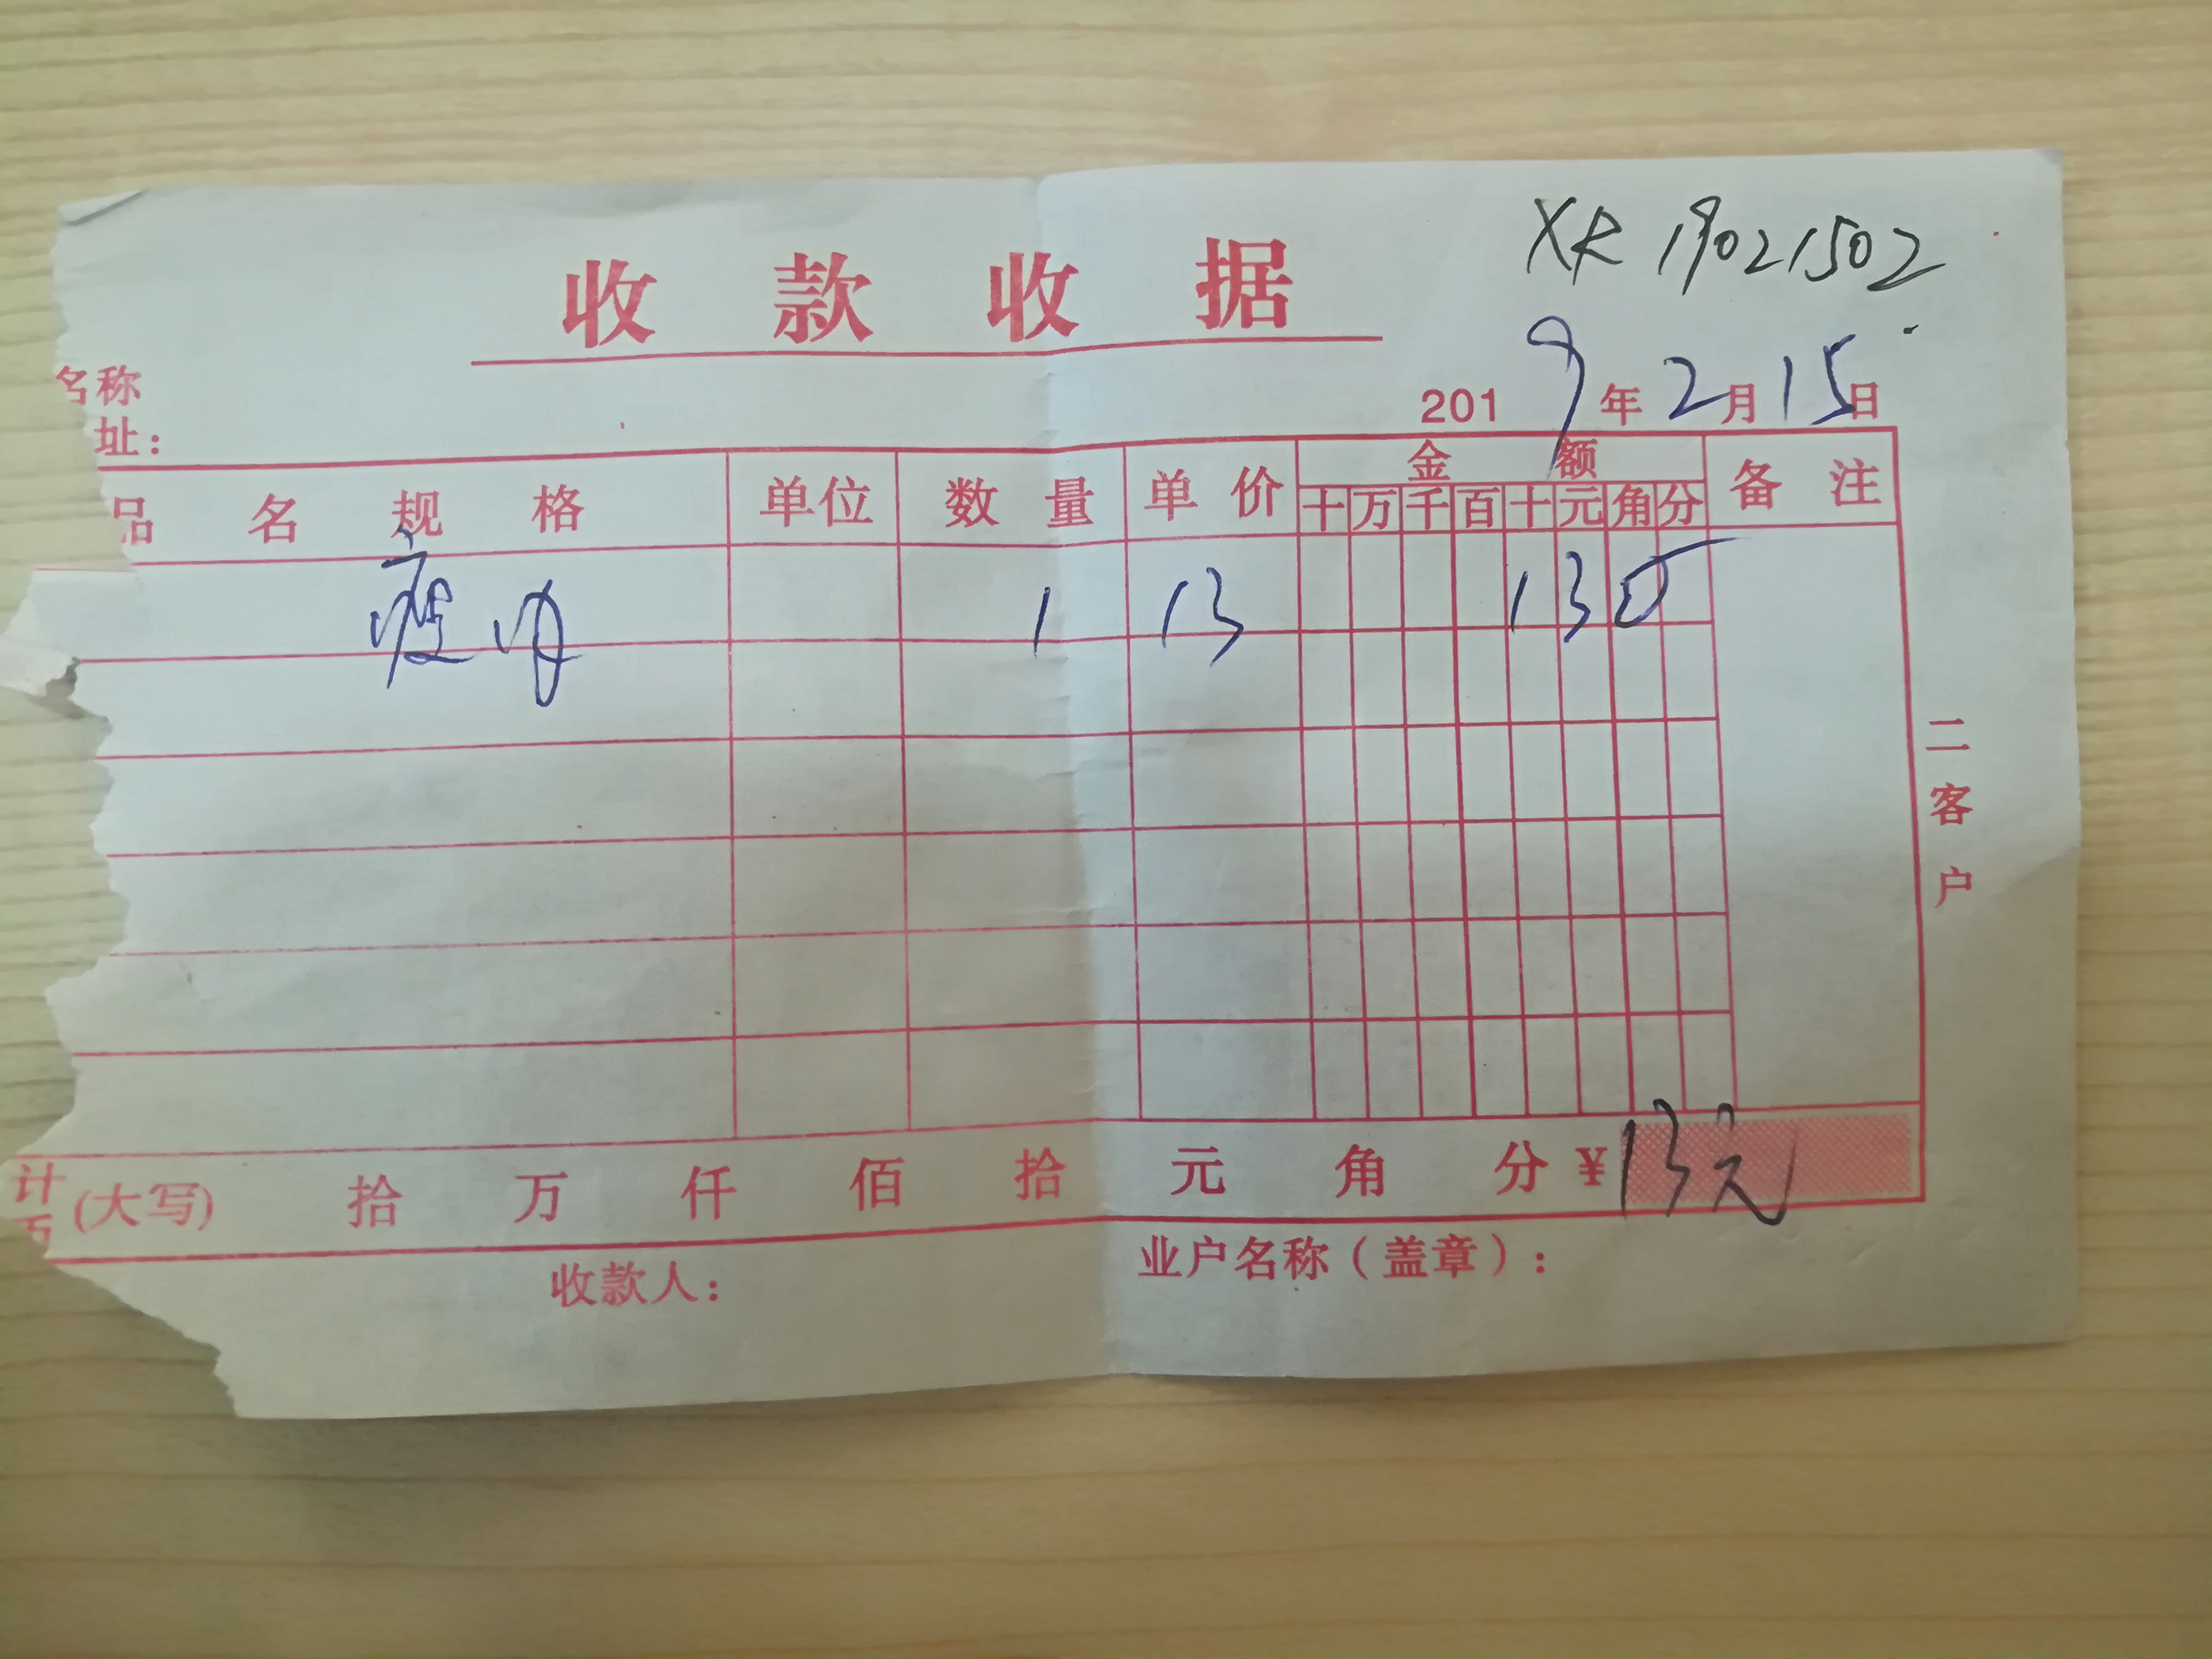 XR 19021502
收款收据
名称
址：
2019年2月15日
品名规格 单位 数量 单价 金额 备注
十万千百十元角分
瘦肉 1 13 130
二客户
计(大写) 拾 万 仟 佰 拾 元 角 分 ¥13元
收款人： 业户名称（盖章）：